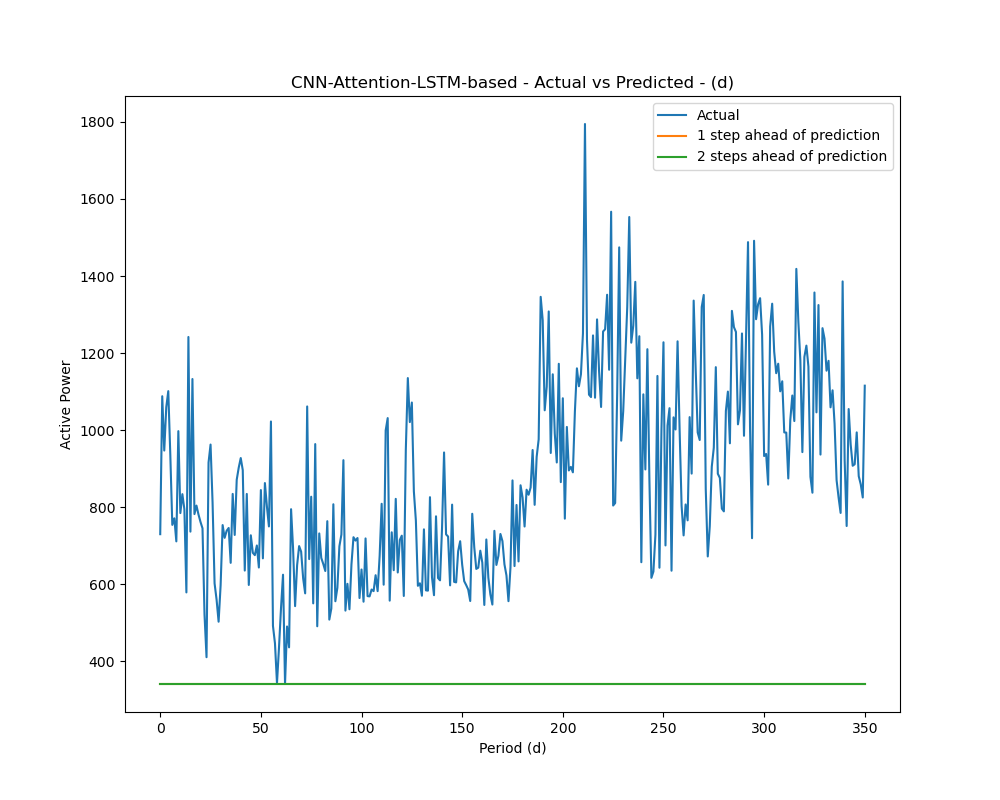 CNN-Attention-LSTM-based - Actual vs Predicted - (d)
Actual
1 step ahead of prediction
2 steps ahead of prediction
Active Power
1800
1600
1400
1200
1000
800
600
400
0 50 100 150 200 250 300 350
Period (d)